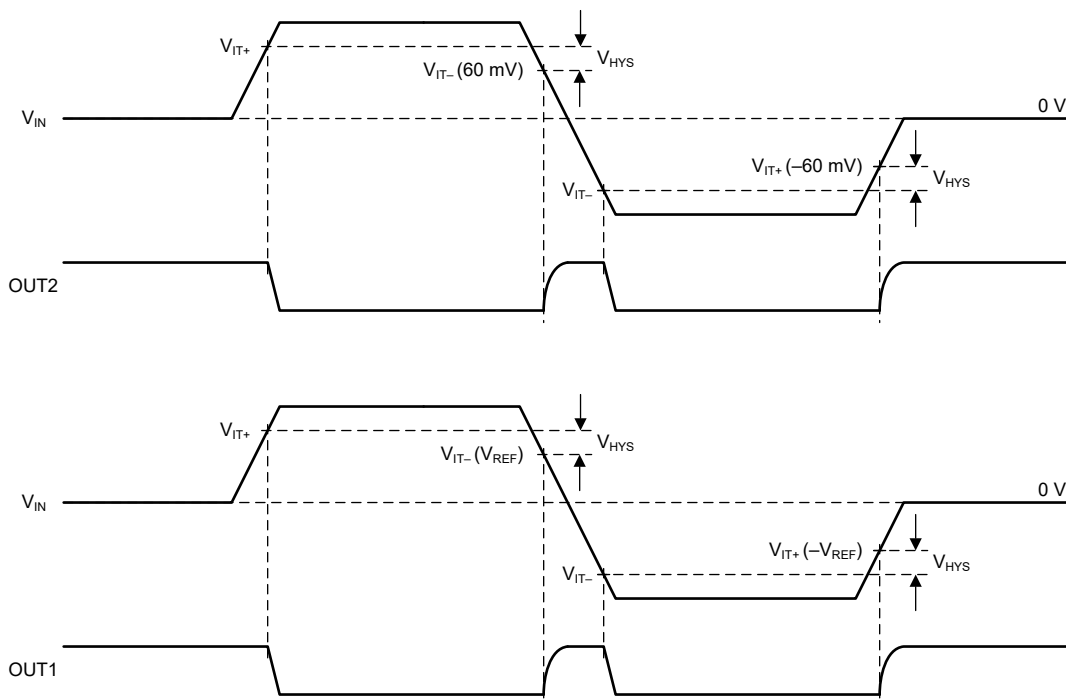 V_IT+
V_HYS
V_IT– (60 mV)
V_IN
0 V
V_IT+ (–60 mV)
V_HYS
V_IT–
OUT2
V_IT+
V_HYS
V_IT– (V_REF)
V_IN
0 V
V_IT+ (–V_REF)
V_HYS
V_IT–
OUT1